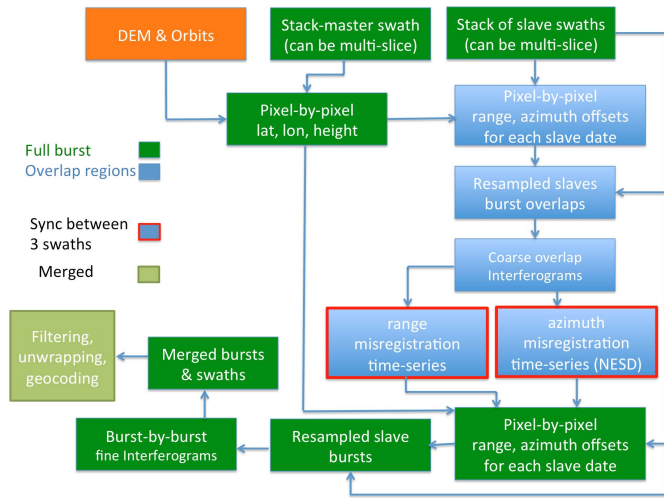 DEM & Orbits
Stack-master swath
(can be multi-slice)
Stack of slave swaths
(can be multi-slice)
Pixel-by-pixel
lat, lon, height
Pixel-by-pixel
range, azimuth offsets
for each slave date
Full burst
Overlap regions
Resampled slaves
burst overlaps
Sync between
3 swaths
Merged
Coarse overlap
Interferograms
range
misregistration
time-series
azimuth
misregistration
time-series (NESD)
Filtering,
unwrapping,
geocoding
Merged bursts
& swaths
Burst-by-burst
fine Interferograms
Resampled slave
bursts
Pixel-by-pixel
range, azimuth offsets
for each slave date